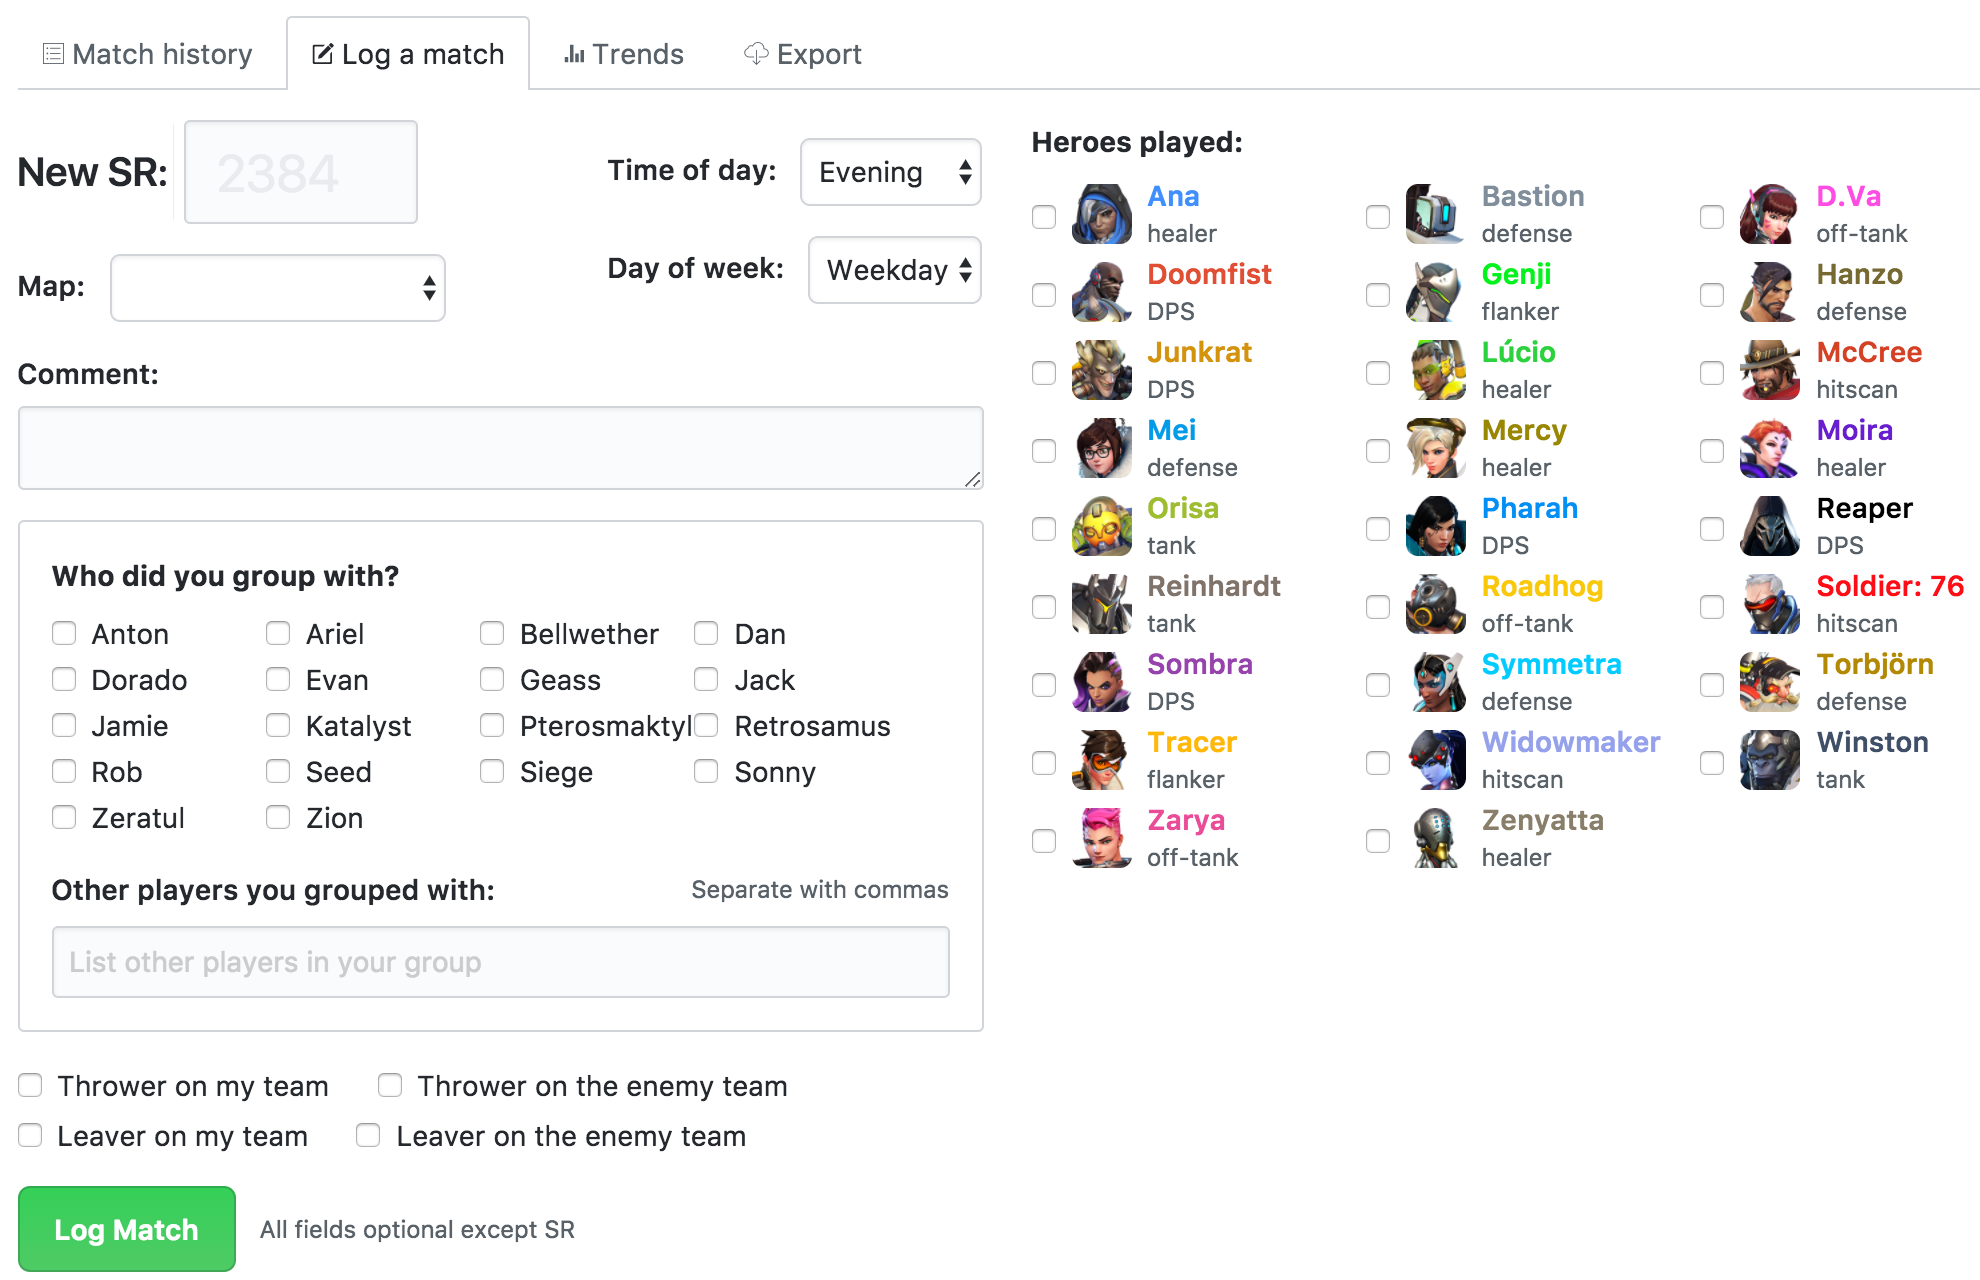 Match history Log a match Trends Export
New SR: 2384
Time of day: Evening
Map:
Day of week: Weekday
Comment:
Who did you group with?
Anton Ariel Bellwether Dan
Dorado Evan Geass Jack
Jamie Katalyst Pterosmaktyl Retrosamus
Rob Seed Siege Sonny
Zeratul Zion
Other players you grouped with: Separate with commas
List other players in your group
Thrower on my team Thrower on the enemy team
Leaver on my team Leaver on the enemy team
Log Match All fields optional except SR
Heroes played:
Ana Bastion D.Va
healer defense off-tank
Doomfist Genji Hanzo
DPS flanker defense
Junkrat Lúcio McCree
DPS healer hitscan
Mei Mercy Moira
defense healer healer
Orisa Pharah Reaper
tank DPS DPS
Reinhardt Roadhog Soldier: 76
tank off-tank hitscan
Sombra Symmetra Torbjörn
DPS defense defense
Tracer Widowmaker Winston
flanker hitscan tank
Zarya Zenyatta
off-tank healer